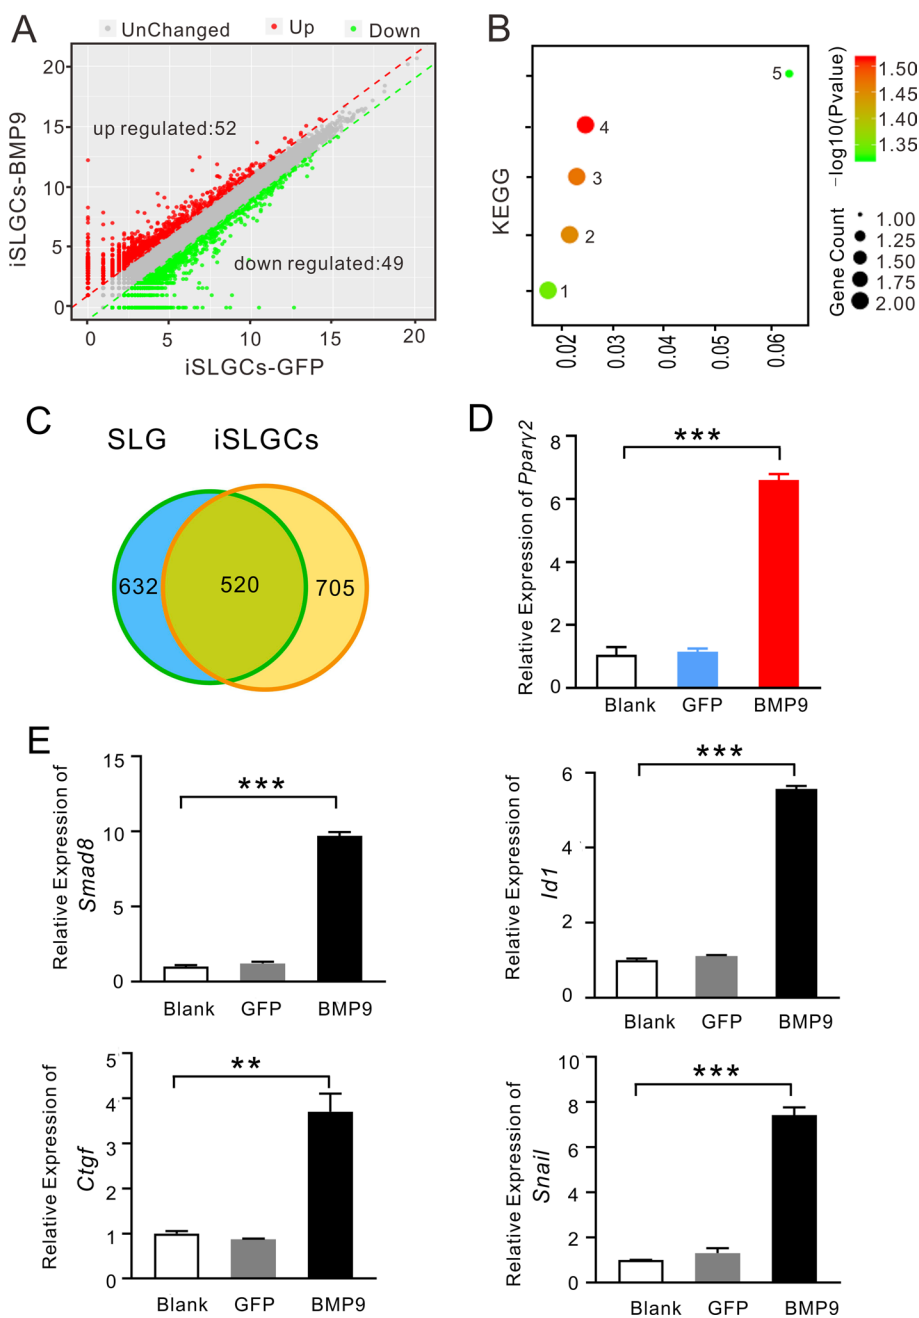 A
UnChanged Up Down
iSLGCs-BMP9
20
15
10
5
0
up regulated:52
down regulated:49
0 5 10 15 20
iSLGCs-GFP
B
KEGG
5
4
3
2
1
0.02 0.03 0.04 0.05 0.06
−log10(Pvalue)
1.50
1.45
1.40
1.35
Gene Count
1.00
1.25
1.50
1.75
2.00
C
SLG iSLGCs
632 520 705
D
Relative Expression of Pparγ2
8
6
4
2
0
***
Blank GFP BMP9
E
Relative Expression of
Smad8
15
10
5
0
***
Blank GFP BMP9
Relative Expression of
Id1
6
4
2
0
***
Blank GFP BMP9
Relative Expression of
Ctgf
5
4
3
2
1
0
**
Blank GFP BMP9
Relative Expression of
Snail
10
8
6
4
2
0
***
Blank GFP BMP9